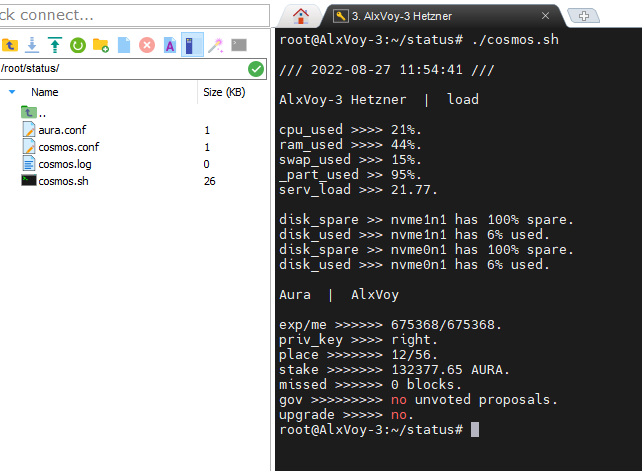 ck connect...
3. AlxVoy-3 Hetzner
/root/status/
Name
Size (KB)
..
aura.conf
1
cosmos.conf
1
cosmos.log
0
cosmos.sh
26
root@AlxVoy-3:~/status# ./cosmos.sh
/// 2022-08-27 11:54:41 ///
AlxVoy-3 Hetzner | load
cpu_used >>>> 21%.
ram_used >>>> 44%.
swap_used >>> 15%.
_part_used >> 95%.
serv_load >>> 21.77.
disk_spare >> nvme1n1 has 100% spare.
disk_used >>> nvme1n1 has 6% used.
disk_spare >> nvme0n1 has 100% spare.
disk_used >>> nvme0n1 has 6% used.
Aura | AlxVoy
exp/me >>>>>> 675368/675368.
priv_key >>>> right.
place >>>>>>> 12/56.
stake >>>>>>> 132377.65 AURA.
missed >>>>>> 0 blocks.
gov >>>>>>>>> no unvoted proposals.
upgrade >>>>> no.
root@AlxVoy-3:~/status#